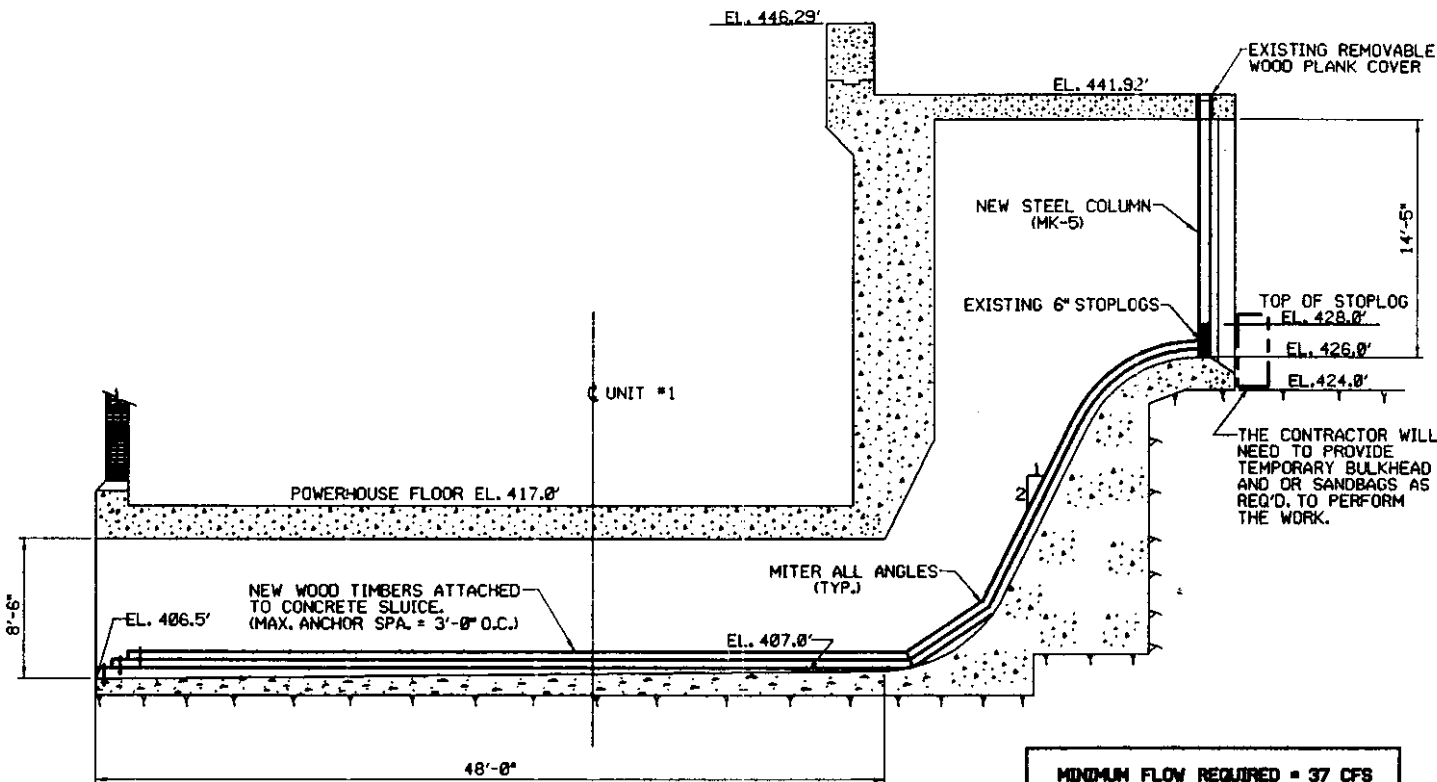 EL. 446.29'
EXISTING REMOVABLE
WOOD PLANK COVER
EL. 441.92'
NEW STEEL COLUMN
(MK-5)
14'-5"
EXISTING 6" STOPLOGS
TOP OF STOPLOG
EL. 428.0'
EL. 426.0'
EL. 424.0'
℄ UNIT #1
THE CONTRACTOR WILL
NEED TO PROVIDE
TEMPORARY BULKHEAD
AND OR SANDBAGS AS
REQ'D. TO PERFORM
THE WORK.
1
2
POWERHOUSE FLOOR EL. 417.0'
MITER ALL ANGLES
(TYP.)
8'-6"
NEW WOOD TIMBERS ATTACHED
TO CONCRETE SLUICE.
(MAX. ANCHOR SPA. = 3'-0" O.C.)
EL. 406.5'
EL. 407.0'
48'-0"
MINIMUM FLOW REQUIRED = 37 CFS